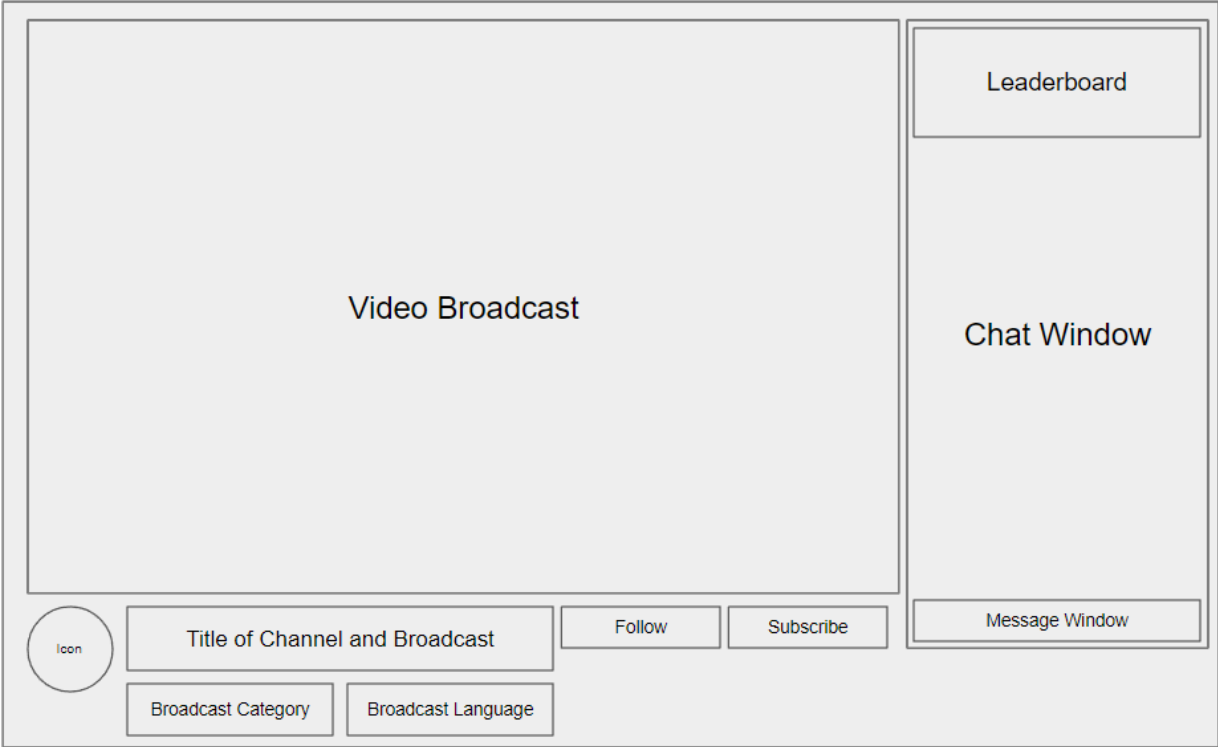 Leaderboard
Video Broadcast
Chat Window
Icon
Title of Channel and Broadcast
Follow
Subscribe
Message Window
Broadcast Category
Broadcast Language